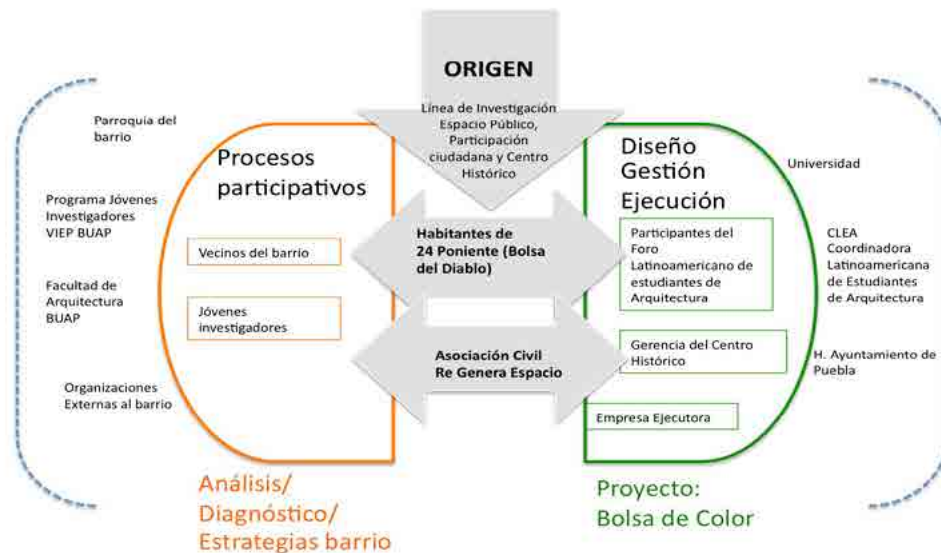 ORIGEN
Línea de Investigación
Espacio Público,
Participación
ciudadana y Centro
Histórico
Parroquia del
barrio
Programa Jóvenes
Investigadores
VIEP BUAP
Facultad de
Arquitectura
BUAP
Organizaciones
Externas al barrio
Procesos
participativos
Vecinos del barrio
Jóvenes
investigadores
Análisis/
Diagnóstico/
Estrategias barrio
Habitantes de
24 Poniente (Bolsa
del Diablo)
Asociación Civil
Re Genera Espacio
Diseño
Gestión
Ejecución
Participantes del
Foro
Latinoamericano de
estudiantes de
Arquitectura
Gerencia del Centro
Histórico
Empresa Ejecutora
Proyecto:
Bolsa de Color
Universidad
CLEA
Coordinadora
Latinoamericana
de Estudiantes
de Arquitectura
H. Ayuntamiento de
Puebla